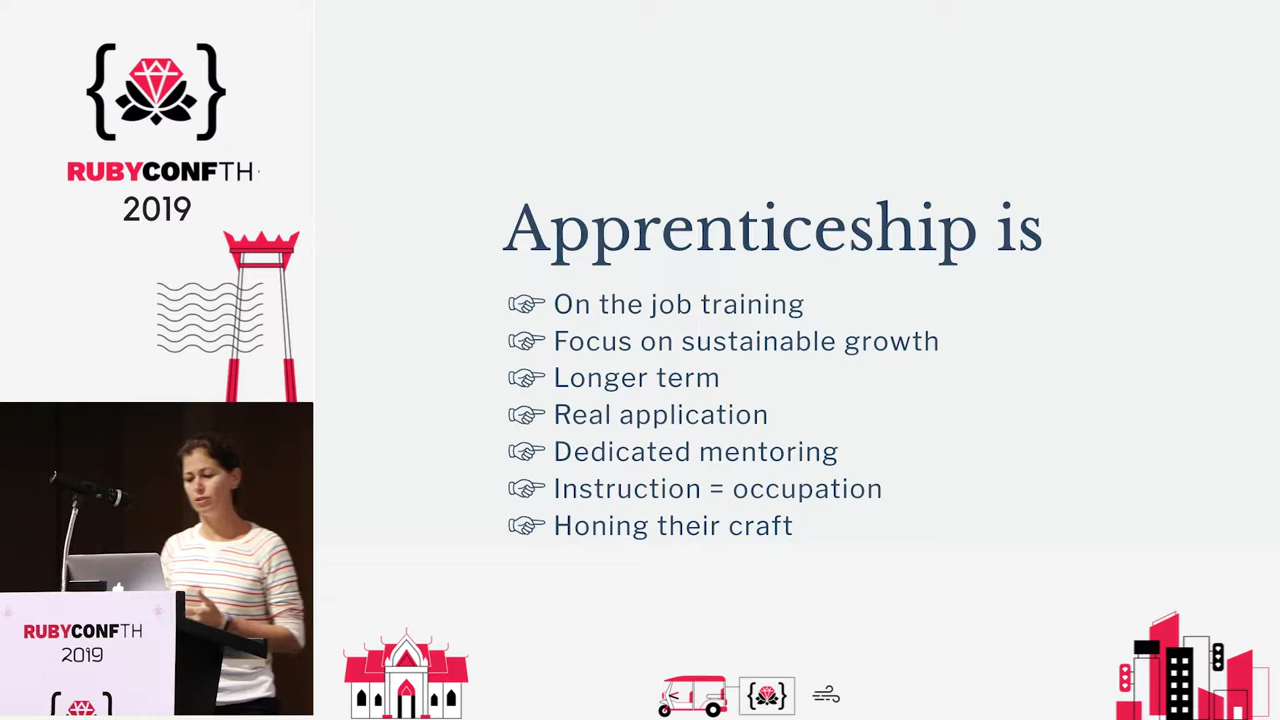 RUBYCONFTH
2019
Apprenticeship is
On the job training
Focus on sustainable growth
Longer term
Real application
Dedicated mentoring
Instruction = occupation
Honing their craft
RUBYCONFTH
2019